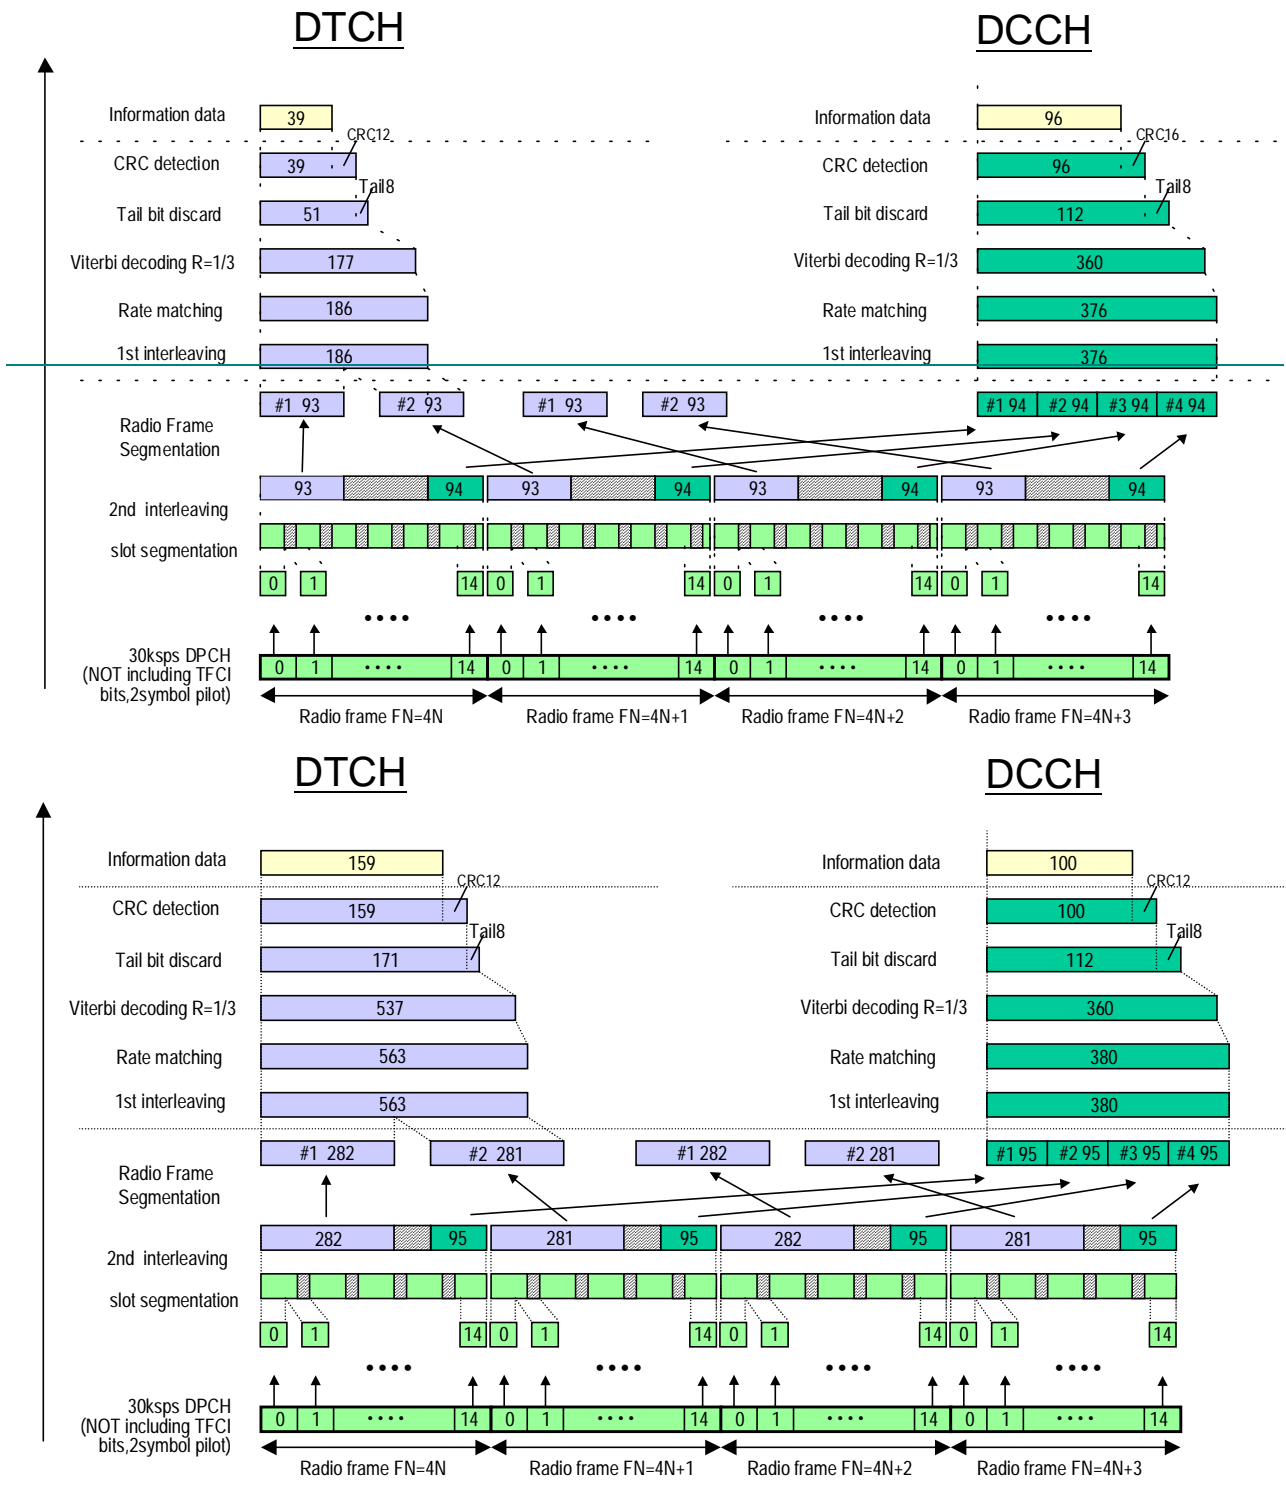 DTCH DCCH
Information data 39 Information data 96
CRC12 CRC16
CRC detection 39 CRC detection 96
Tail8 Tail8
Tail bit discard 51 Tail bit discard 112
Viterbi decoding R=1/3 177 Viterbi decoding R=1/3 360
Rate matching 186 Rate matching 376
1st interleaving 186 1st interleaving 376
#1 93 #2 93 #1 93 #2 93 #1 94 #2 94 #3 94 #4 94
Radio Frame
Segmentation
93 94 93 94 93 94 93 94
2nd interleaving
slot segmentation
0 1 14 0 1 14 0 1 14 0 1 14
•••• •••• •••• ••••
30ksps DPCH
(NOT including TFCI
bits,2symbol pilot)
0 1 •••• 14 0 1 •••• 14 0 1 •••• 14 0 1 •••• 14
Radio frame FN=4N Radio frame FN=4N+1 Radio frame FN=4N+2 Radio frame FN=4N+3
DTCH DCCH
Information data 159 Information data 100
CRC12 CRC12
CRC detection 159 CRC detection 100
Tail8 Tail8
Tail bit discard 171 Tail bit discard 112
Viterbi decoding R=1/3 537 Viterbi decoding R=1/3 360
Rate matching 563 Rate matching 380
1st interleaving 563 1st interleaving 380
#1 282 #2 281 #1 282 #2 281 #1 95 #2 95 #3 95 #4 95
Radio Frame
Segmentation
282 95 281 95 282 95 281 95
2nd interleaving
slot segmentation
0 1 14 0 1 14 0 1 14 0 1 14
•••• •••• •••• ••••
30ksps DPCH
(NOT including TFCI
bits,2symbol pilot)
0 1 •••• 14 0 1 •••• 14 0 1 •••• 14 0 1 •••• 14
Radio frame FN=4N Radio frame FN=4N+1 Radio frame FN=4N+2 Radio frame FN=4N+3